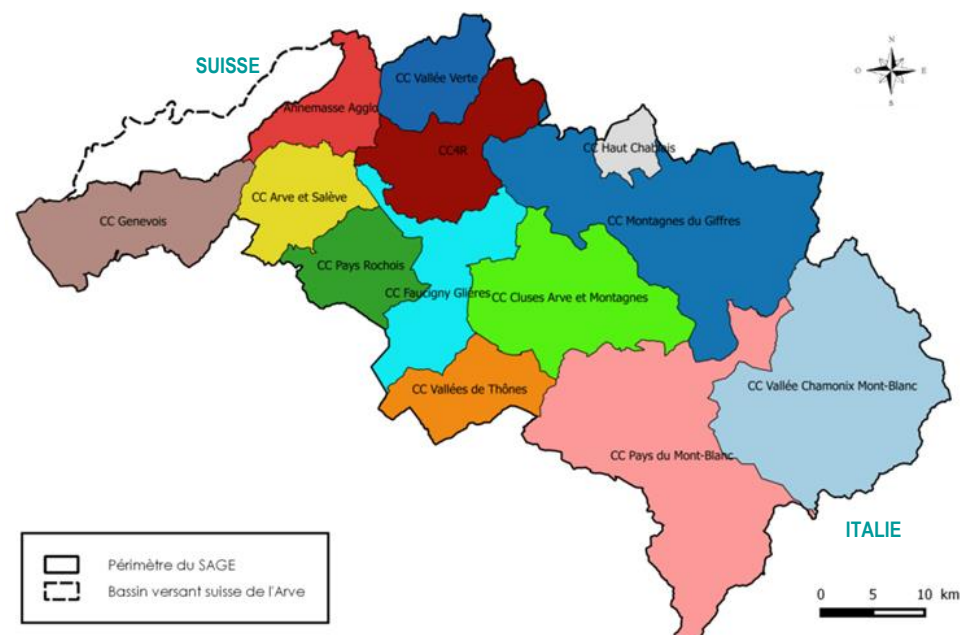 N
O
E
S
SUISSE
CC Vallée Verte
Annemasse Agglo
CC4R
CC Haut Chablais
CC Arve et Salève
CC Genevois
CC Montagnes du Giffres
CC Pays Rochois
CC Faucigny Glières
CC Cluses Arve et Montagnes
CC Vallées de Thônes
CC Vallée Chamonix Mont-Blanc
CC Pays du Mont-Blanc
ITALIE
Périmètre du SAGE
Bassin versant suisse de l'Arve
0 5 10 km